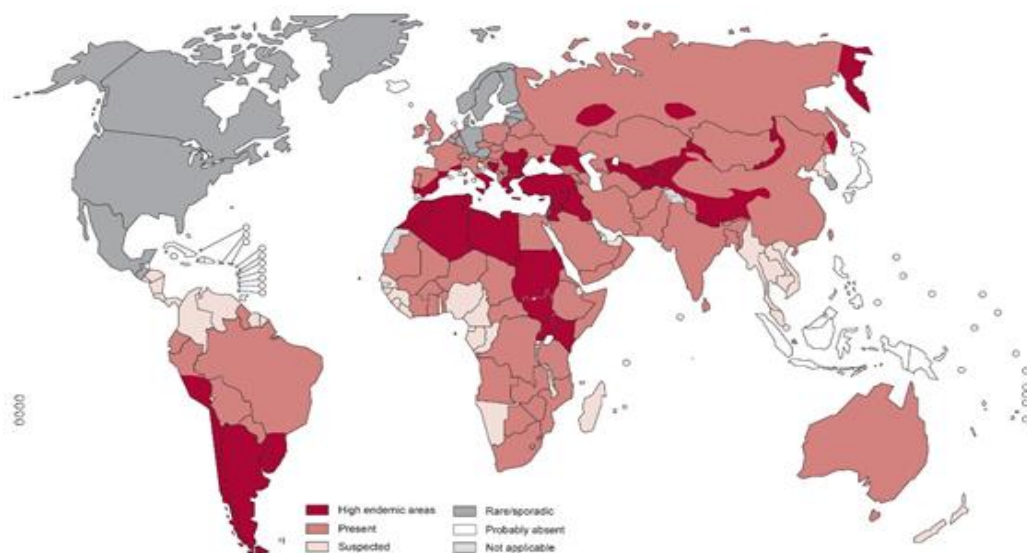 High endemic areas
Present
Suspected
Rare/sporadic
Probably absent
Not applicable